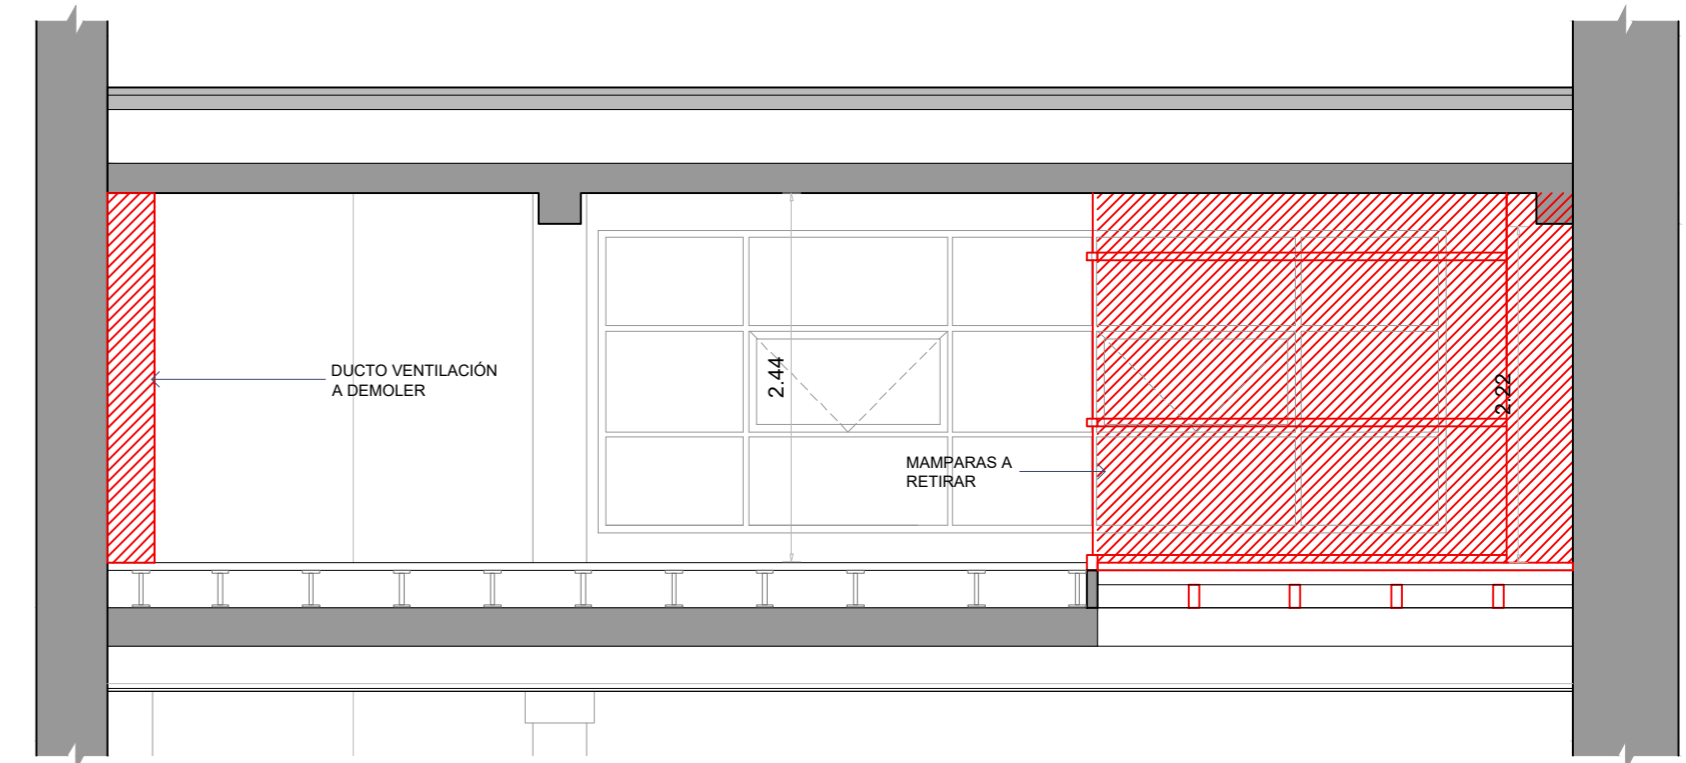 DUCTO VENTILACIÓN
A DEMOLER
2.44
2.22
MAMPARAS A
RETIRAR